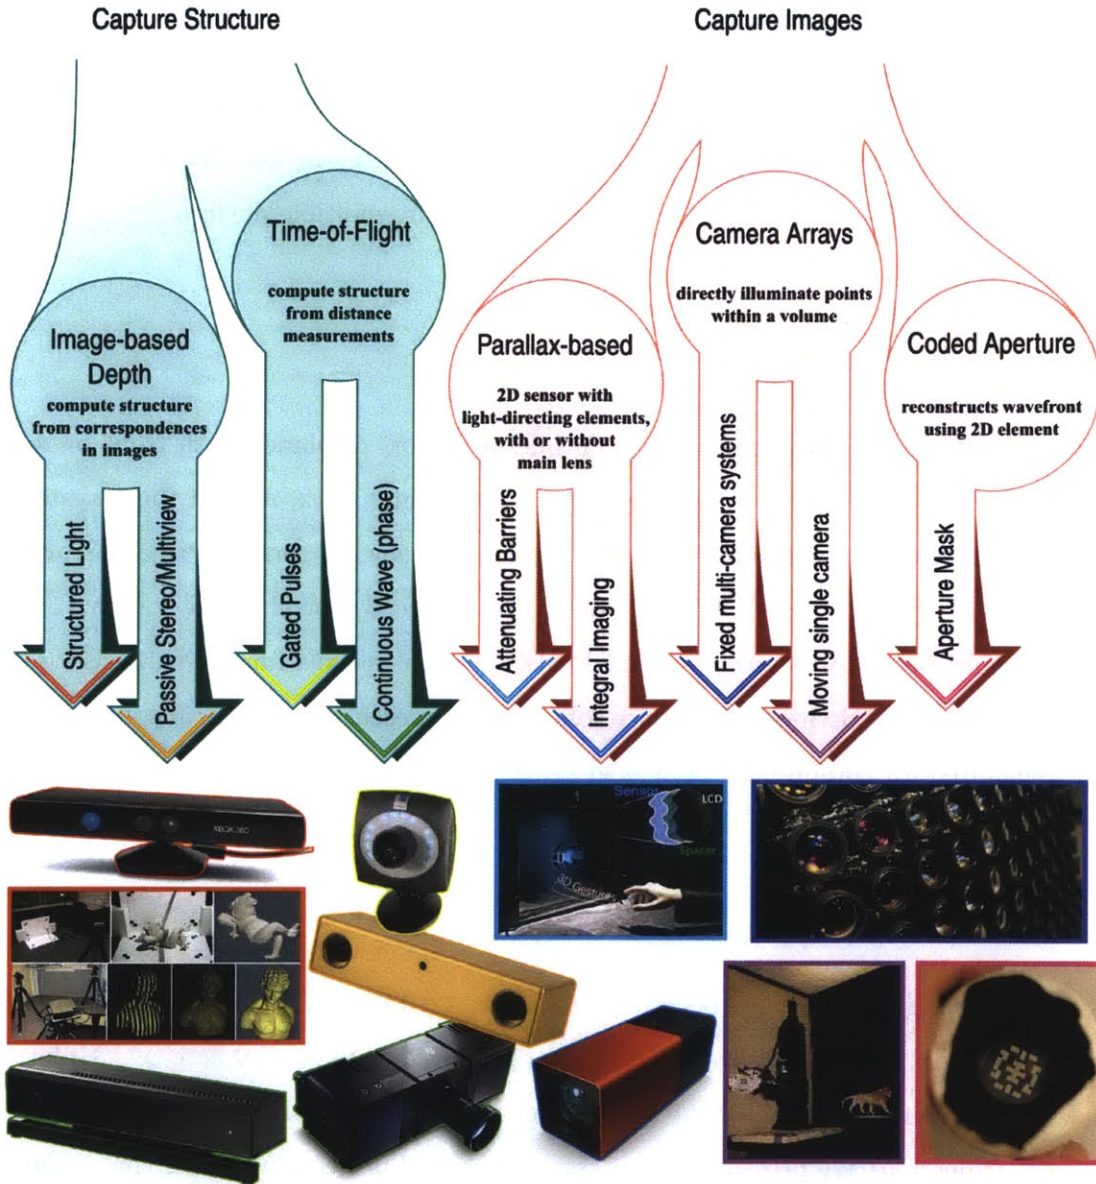 Capture Structure
Capture Images
Time-of-Flight
compute structure
from distance
measurements
Image-based
Depth
compute structure
from correspondences
in images
Camera Arrays
directly illuminate points
within a volume
Parallax-based
2D sensor with
light-directing elements,
with or without
main lens
Coded Aperture
reconstructs wavefront
using 2D element
Structured Light
Passive Stereo/Multiview
Gated Pulses
Continuous Wave (phase)
Attenuating Barriers
Integral Imaging
Fixed multi-camera systems
Moving single camera
Aperture Mask
XBOX 360
Sensor
LCD
Spacer
3D Gesture